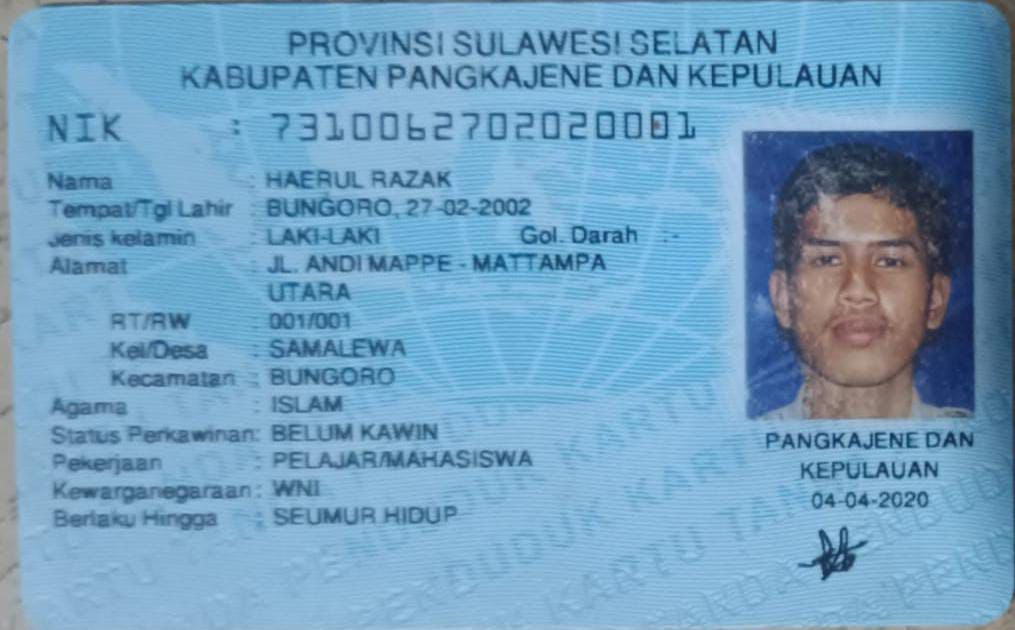 PROVINSI SULAWESI SELATAN
KABUPATEN PANGKAJENE DAN KEPULAUAN
NIK : 7310062702020001
Nama : HAERUL RAZAK
Tempat/Tgl Lahir : BUNGORO, 27-02-2002
Jenis kelamin : LAKI-LAKI Gol. Darah : -
Alamat : JL. ANDI MAPPE - MATTAMPA
UTARA
RT/RW : 001/001
Kel/Desa : SAMALEWA
Kecamatan : BUNGORO
Agama : ISLAM
Status Perkawinan: BELUM KAWIN
Pekerjaan : PELAJAR/MAHASISWA
Kewarganegaraan: WNI
Berlaku Hingga : SEUMUR HIDUP
PANGKAJENE DAN
KEPULAUAN
04-04-2020